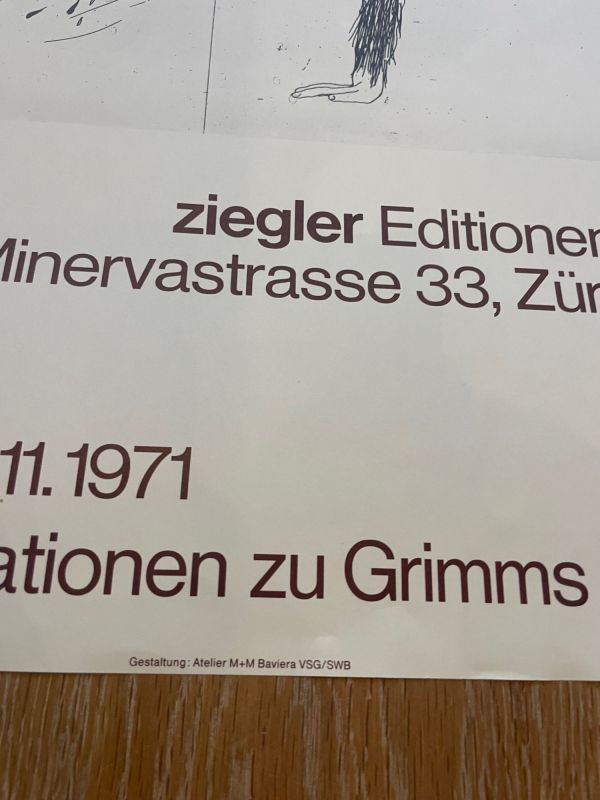 ziegler Editionen
Minervastrasse 33, Zür
11.1971
ationen zu Grimms
Gestaltung: Atelier M+M Baviera VSG/SWB